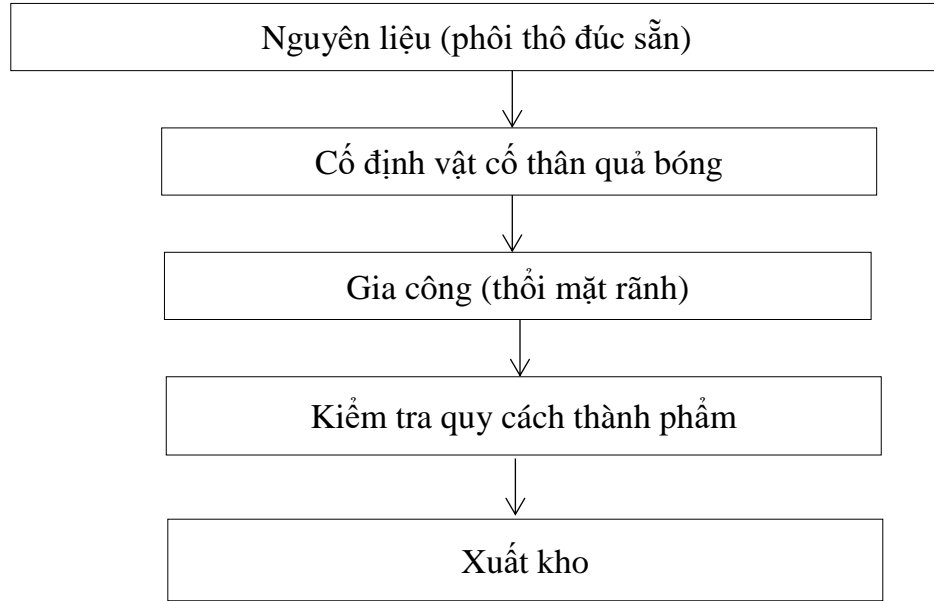 Nguyên liệu (phôi thô đúc sẵn)
Cố định vật cố thân quả bóng
Gia công (thổi mặt rãnh)
Kiểm tra quy cách thành phẩm
Xuất kho